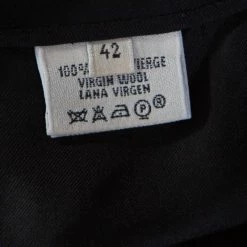 42
100% VIERGE
VIRGIN WOOL
LANA VIRGEN
P